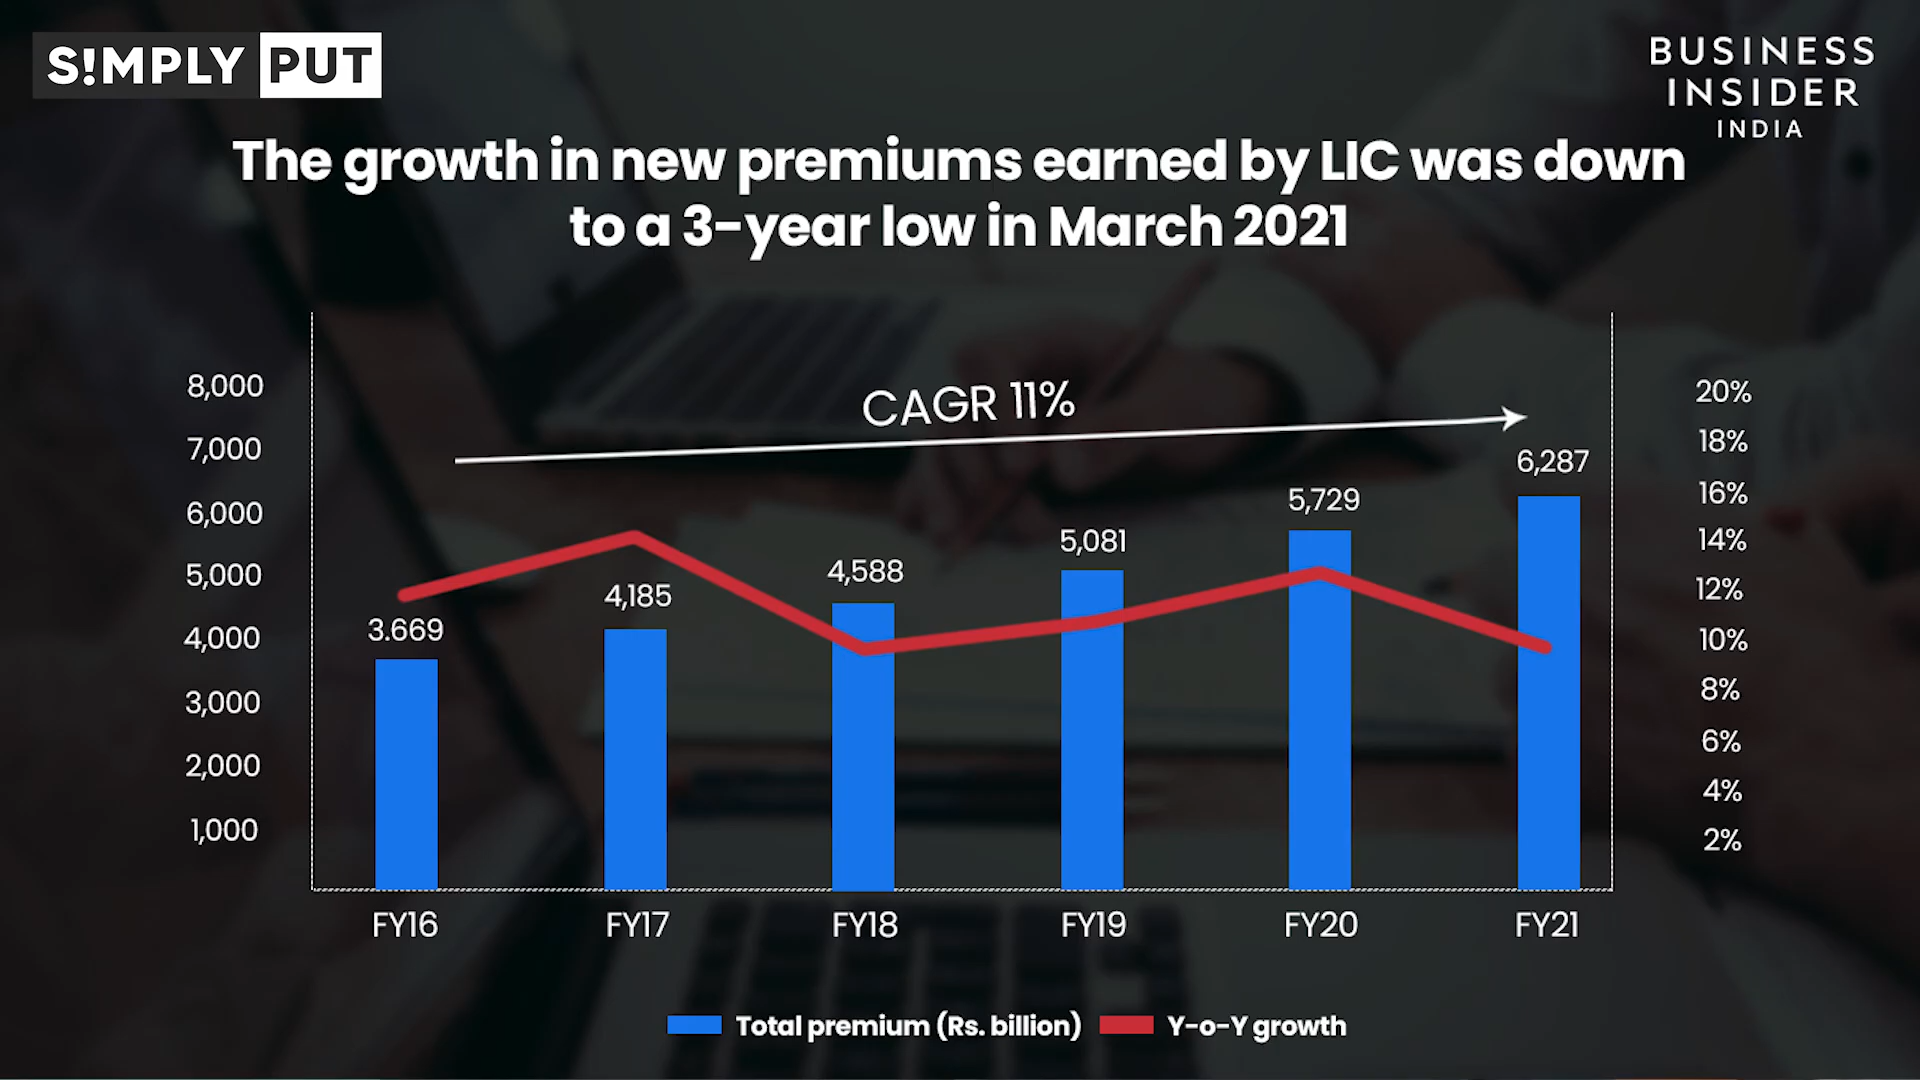 S!MPLY PUT
BUSINESS
INSIDER
INDIA
The growth in new premiums earned by LIC was down
to a 3-year low in March 2021
8,000
7,000
6,000
5,000
4,000
3,000
2,000
1,000
CAGR 11%
3.669
4,185
4,588
5,081
5,729
6,287
20%
18%
16%
14%
12%
10%
8%
6%
4%
2%
FY16 FY17 FY18 FY19 FY20 FY21
Total premium (Rs. billion) Y-o-Y growth